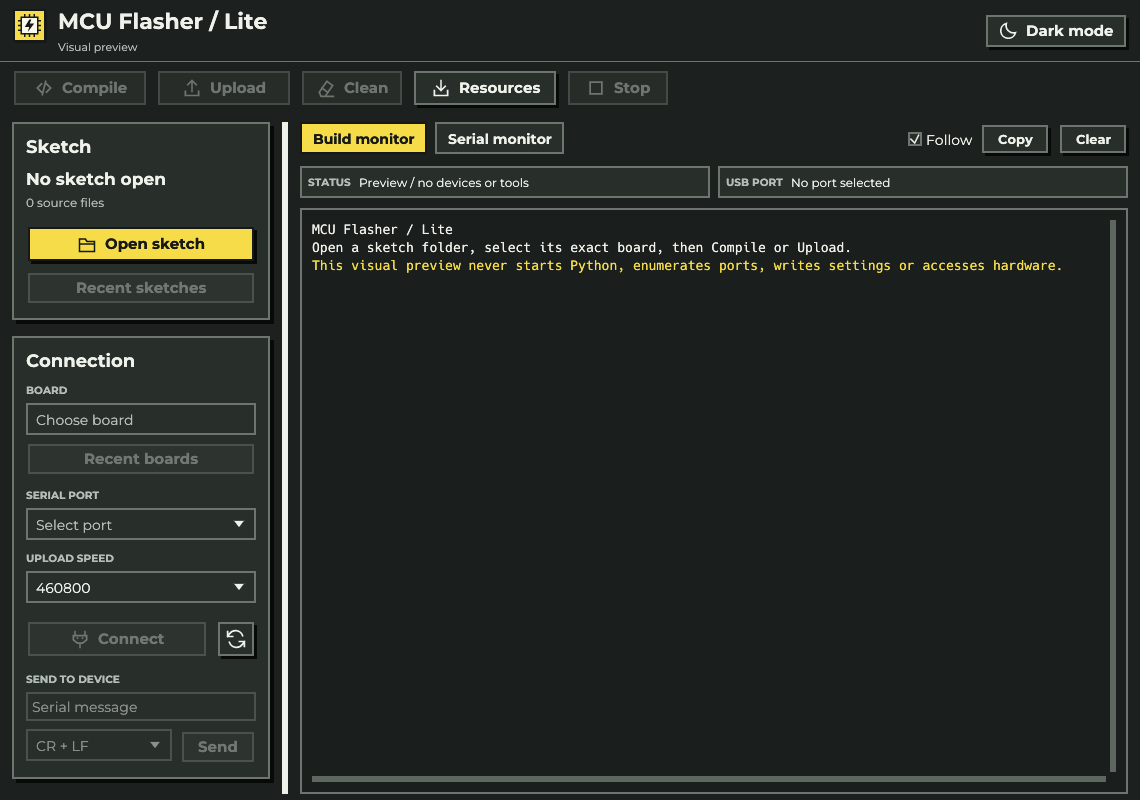 MCU Flasher / Lite
Visual preview
Dark mode
Compile
Upload
Clean
Resources
Stop
Sketch
No sketch open
0 source files
Open sketch
Recent sketches
Connection
BOARD
Choose board
Recent boards
SERIAL PORT
Select port
UPLOAD SPEED
460800
Connect
SEND TO DEVICE
Serial message
CR + LF
Send
Build monitor
Serial monitor
Follow
Copy
Clear
STATUS Preview / no devices or tools
USB PORT No port selected
MCU Flasher / Lite
Open a sketch folder, select its exact board, then Compile or Upload.
This visual preview never starts Python, enumerates ports, writes settings or accesses hardware.